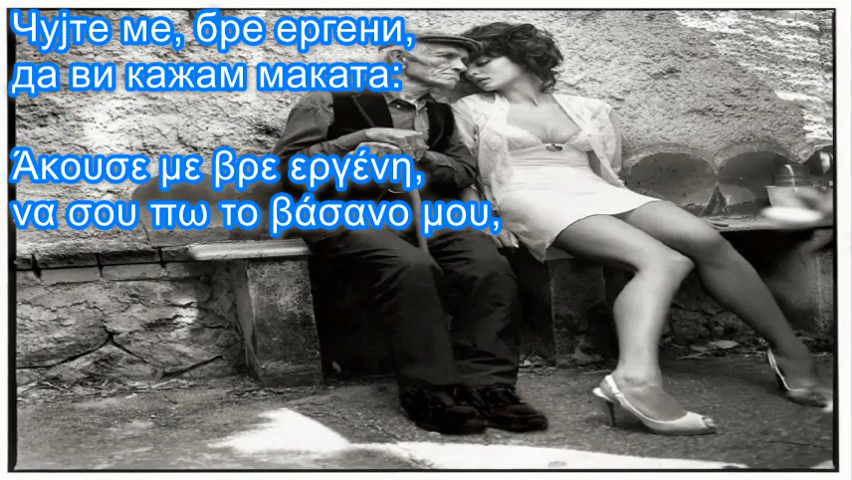 Чујте ме, бре ергени,
да ви кажам маката:
Άκουσε με βρε εργένη,
να σου πω το βάσανο μου,